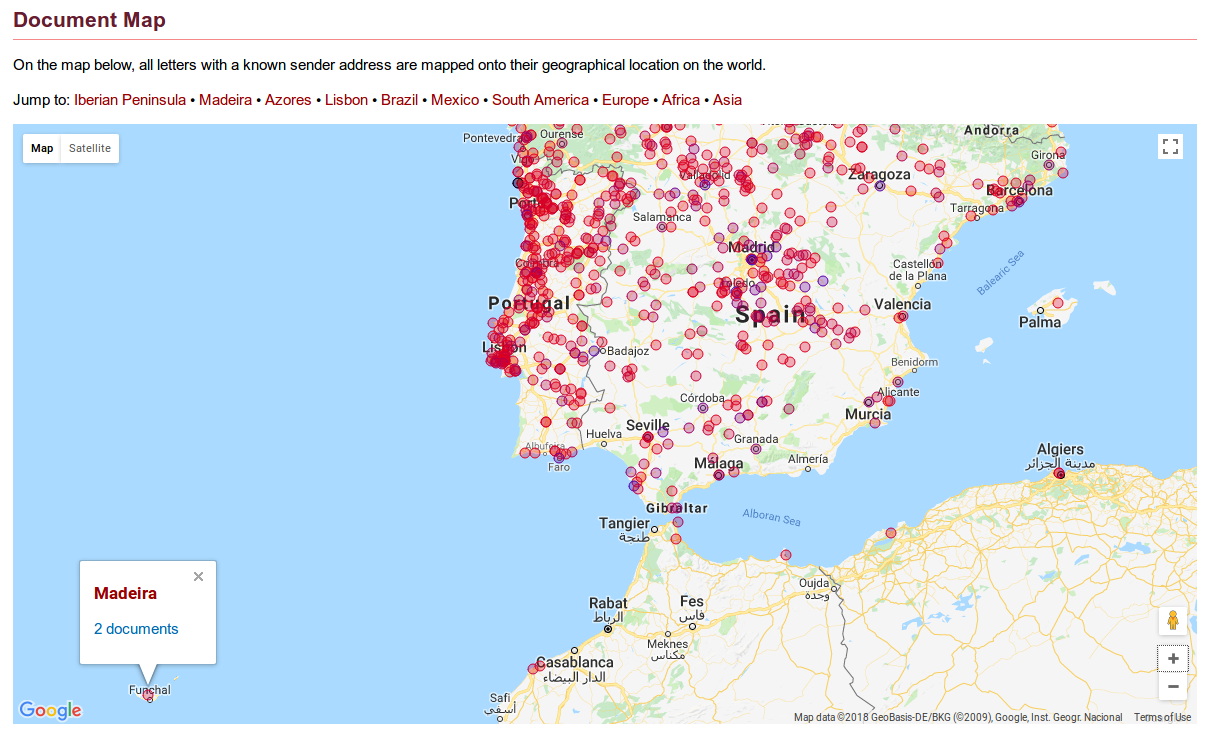 Document Map
On the map below, all letters with a known sender address are mapped onto their geographical location on the world.
Jump to: Iberian Peninsula • Madeira • Azores • Lisbon • Brazil • Mexico • South America • Europe • Africa • Asia
Map Satellite
Pontevedra
Ourense
Andorra
Girona
Valladolid
Zaragoza
Barcelona
Tarragona
Salamanca
Madrid
Castellón
de la Plana
Balearic Sea
Coimbra
Toledo
Portugal
Spain
Valencia
Palma
Lisbon
Badajoz
Benidorm
Alicante
Córdoba
Murcia
Seville
Huelva
Granada
Albufeira
Faro
Málaga
Almería
Algiers
مدينة الجزائر
Gibraltar
Alboran Sea
Tangier
طنجة
Madeira
2 documents
Oujda
وجدة
Rabat
الرباط
Fes
فاس
Meknes
مكناس
Casablanca
الدار البيضاء
Funchal
Safi
أسفي
Google
Map data ©2018 GeoBasis-DE/BKG (©2009), Google, Inst. Geogr. Nacional Terms of Use